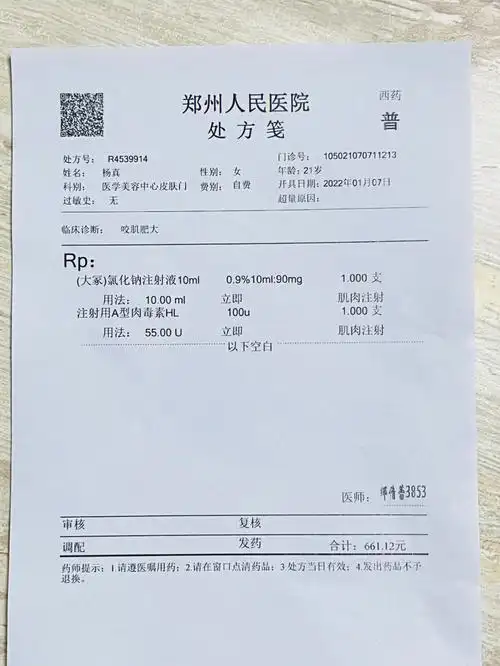 郑州人民医院
处方笺
西药
普
处方号： R4539914
门诊号： 105021070711213
姓名： 杨真 性别： 女 年龄：21岁
科别： 医学美容中心皮肤门 费别：自费 开具日期：2022年01月07日
过敏史： 无 超量原因：
临床诊断： 咬肌肥大
Rp：
(大冢)氯化钠注射液10ml 0.9%10ml:90mg 1.000 支
用法： 10.00 ml 立即 肌肉注射
注射用A型肉毒素HL 100u 1.000 支
用法： 55.00 U 立即 肌肉注射
以下空白
医师： 3853
审核 复核
调配 发药 合计：661.12元
药师提示：1.请遵医嘱用药；2.请在窗口点清药品；3.处方当日有效；4.发出药品不予
退换。